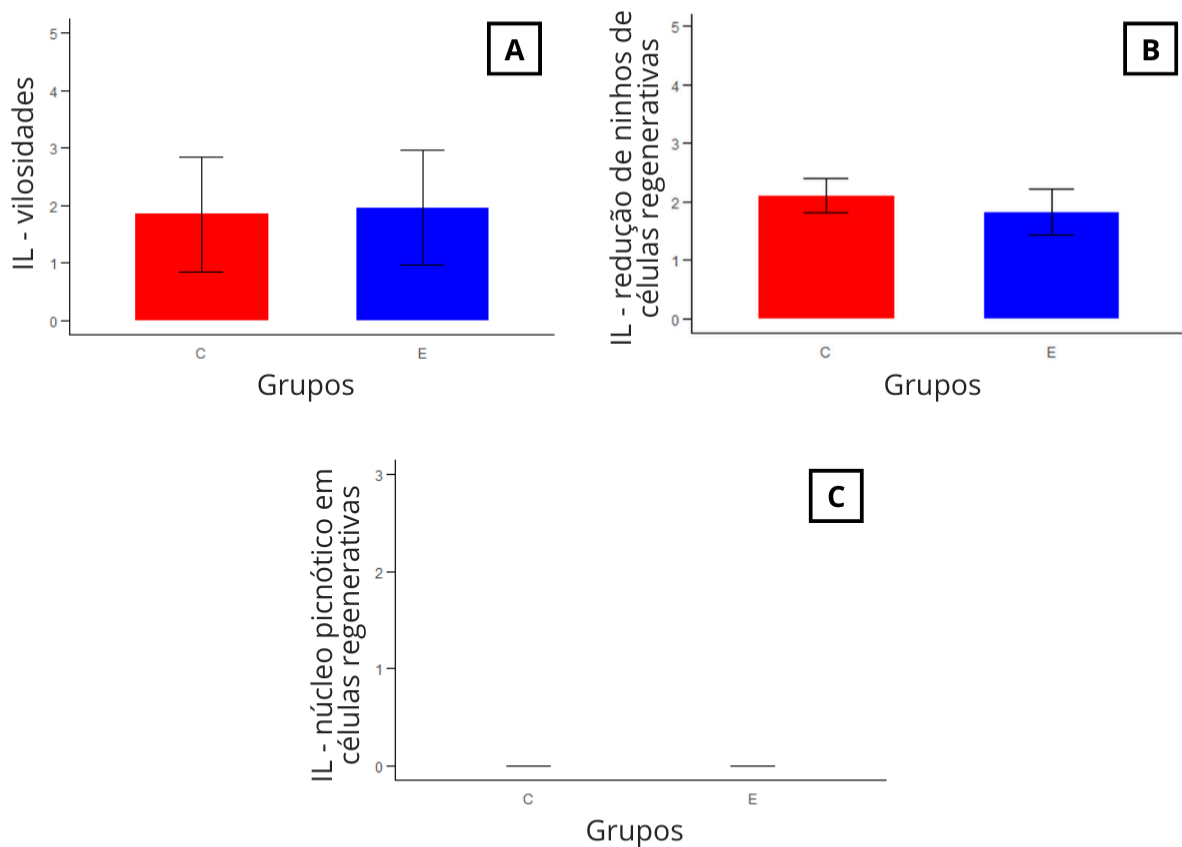 A
IL - vilosidades
5
4
3
2
1
0
C
E
Grupos
B
IL - redução de ninhos de
células regenerativas
5
4
3
2
1
0
C
E
Grupos
C
IL - núcleo picnótico em
células regenerativas
3
2
1
0
C
E
Grupos